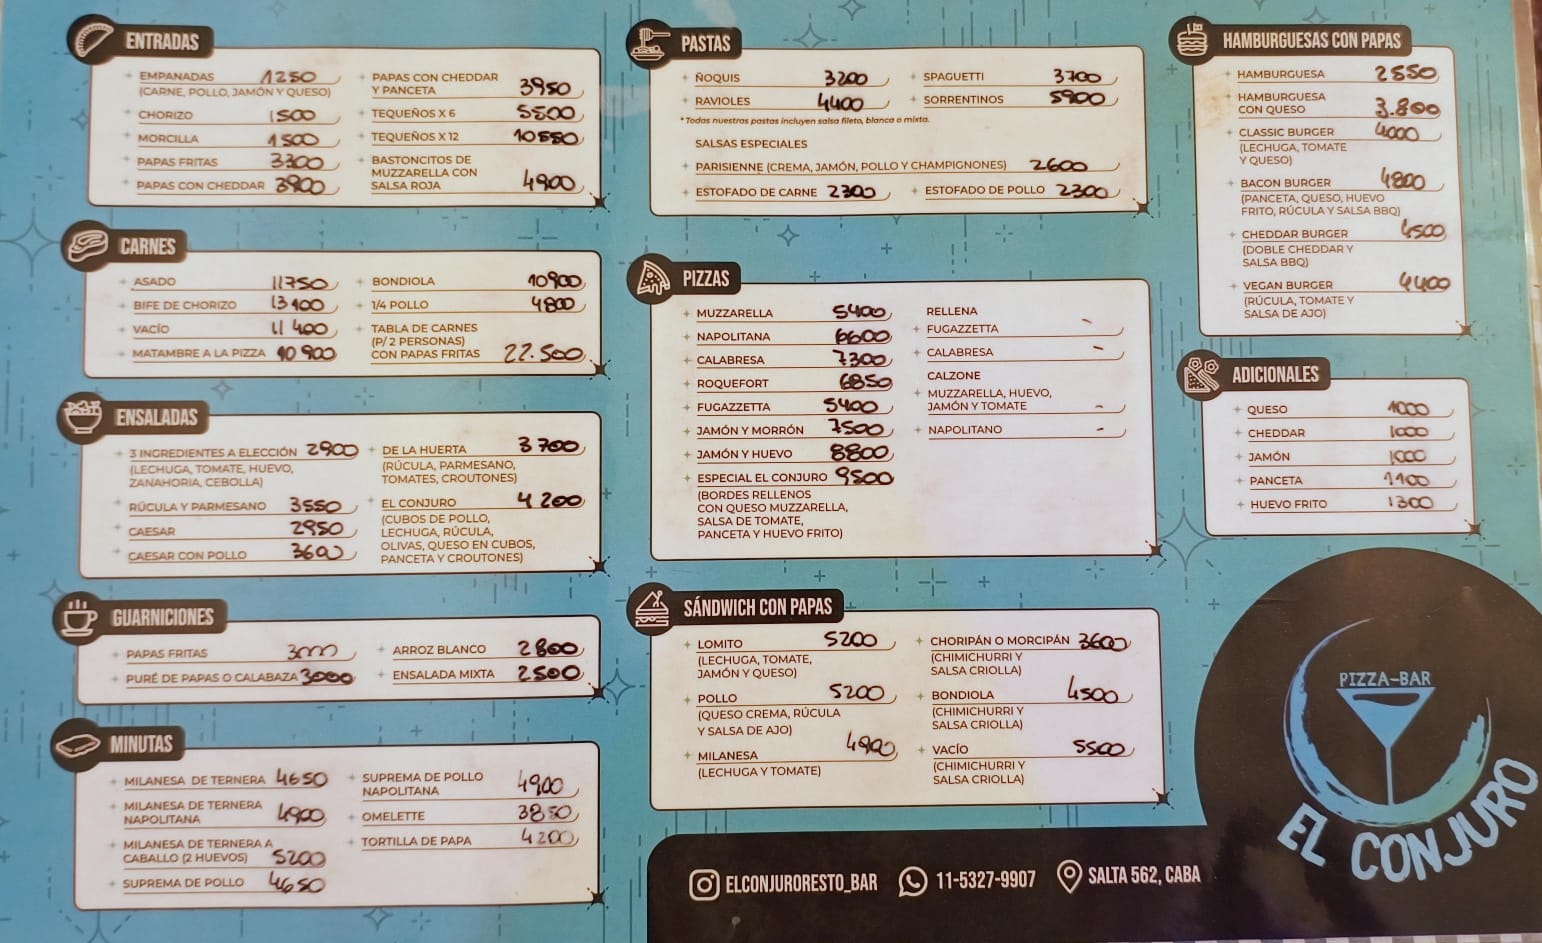 ENTRADAS
EMPANADAS 1250
(CARNE, POLLO, JAMÓN Y QUESO)
CHORIZO 1500
MORCILLA 1500
PAPAS FRITAS 3300
PAPAS CON CHEDDAR 3900
PAPAS CON CHEDDAR
Y PANCETA 3950
TEQUEÑOS X 6 5500
TEQUEÑOS X 12 10550
BASTONCITOS DE
MUZZARELLA CON
SALSA ROJA 4900
CARNES
ASADO 11750
BIFE DE CHORIZO 13100
VACÍO 11400
MATAMBRE A LA PIZZA 10900
BONDIOLA 10900
1/4 POLLO 4800
TABLA DE CARNES
(P/ 2 PERSONAS)
CON PAPAS FRITAS 22.500
ENSALADAS
3 INGREDIENTES A ELECCIÓN 2900
(LECHUGA, TOMATE, HUEVO,
ZANAHORIA, CEBOLLA)
RÚCULA Y PARMESANO 3550
CAESAR 2950
CAESAR CON POLLO 3600
DE LA HUERTA 3700
(RÚCULA, PARMESANO,
TOMATES, CROUTONES)
EL CONJURO 4200
(CUBOS DE POLLO,
LECHUGA, RÚCULA,
OLIVAS, QUESO EN CUBOS,
PANCETA Y CROUTONES)
GUARNICIONES
PAPAS FRITAS 3000
PURÉ DE PAPAS O CALABAZA 3000
ARROZ BLANCO 2800
ENSALADA MIXTA 2500
MINUTAS
MILANESA DE TERNERA 4650
MILANESA DE TERNERA
NAPOLITANA 4900
MILANESA DE TERNERA A
CABALLO (2 HUEVOS) 5200
SUPREMA DE POLLO 4650
SUPREMA DE POLLO
NAPOLITANA 4900
OMELETTE 3850
TORTILLA DE PAPA 4200
PASTAS
ÑOQUIS 3200
RAVIOLES 4400
SPAGUETTI 3700
SORRENTINOS 5900
* Todas nuestras pastas incluyen salsa fileto, blanca o mixta.
SALSAS ESPECIALES
PARISIENNE (CREMA, JAMÓN, POLLO Y CHAMPIGNONES) 2600
ESTOFADO DE CARNE 2300
ESTOFADO DE POLLO 2300
PIZZAS
MUZZARELLA 5400
NAPOLITANA 6600
CALABRESA 7300
ROQUEFORT 6850
FUGAZZETTA 5400
JAMÓN Y MORRÓN 7500
JAMÓN Y HUEVO 8800
ESPECIAL EL CONJURO 9500
(BORDES RELLENOS
CON QUESO MUZZARELLA,
SALSA DE TOMATE,
PANCETA Y HUEVO FRITO)
RELLENA
FUGAZZETTA -
CALABRESA -
CALZONE
MUZZARELLA, HUEVO,
JAMÓN Y TOMATE -
NAPOLITANO -
SÁNDWICH CON PAPAS
LOMITO 5200
(LECHUGA, TOMATE,
JAMÓN Y QUESO)
POLLO 5200
(QUESO CREMA, RÚCULA
Y SALSA DE AJO)
MILANESA 4900
(LECHUGA Y TOMATE)
CHORIPÁN O MORCIPÁN 3600
(CHIMICHURRI Y
SALSA CRIOLLA)
BONDIOLA 4500
(CHIMICHURRI Y
SALSA CRIOLLA)
VACÍO 5500
(CHIMICHURRI Y
SALSA CRIOLLA)
HAMBURGUESAS CON PAPAS
HAMBURGUESA 2850
HAMBURGUESA
CON QUESO 3.800
CLASSIC BURGER 4000
(LECHUGA, TOMATE
Y QUESO)
BACON BURGER 4800
(PANCETA, QUESO, HUEVO
FRITO, RÚCULA Y SALSA BBQ)
CHEDDAR BURGER 4500
(DOBLE CHEDDAR Y
SALSA BBQ)
VEGAN BURGER 4400
(RÚCULA, TOMATE Y
SALSA DE AJO)
ADICIONALES
QUESO 1000
CHEDDAR 1000
JAMÓN 1000
PANCETA 1100
HUEVO FRITO 1300
PIZZA-BAR
EL CONJURO
ELCONJURORESTO_BAR 11-5327-9907 SALTA 562, CABA